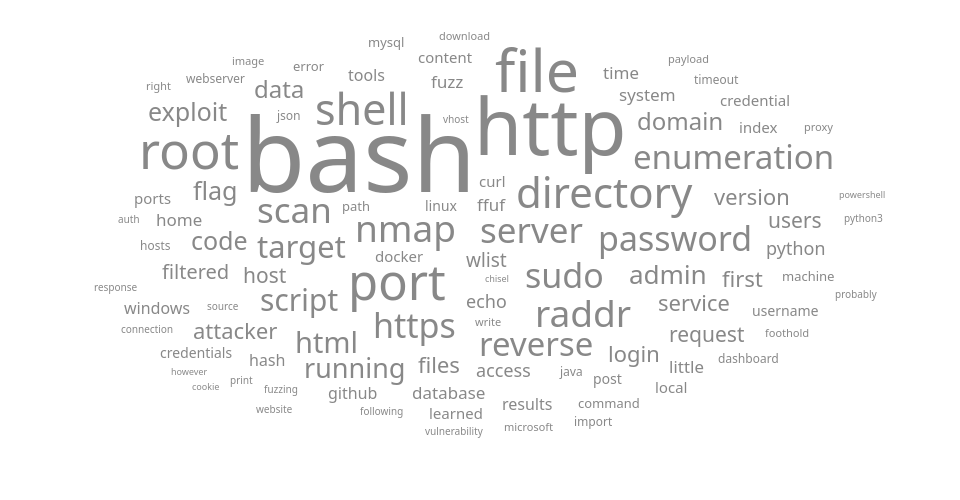 download
mysql
content
file
image
error
tools
fuzz
time
payload
right
webserver
data
timeout
system
credential
exploit
json
shell
vhost
http
domain
index
proxy
root
bash
enumeration
ports
flag
curl
directory
version
powershell
auth
home
scan
path
linux
ffuf
users
python3
hosts
code
target
nmap
server
password
python
docker
wlist
filtered
host
port
chisel
sudo
admin
first
machine
response
windows
source
script
echo
raddr
service
username
probably
connection
attacker
html
https
write
reverse
request
foothold
credentials
hash
running
files
access
java
login
little
dashboard
however
cookie
print
fuzzing
github
database
post
local
website
following
learned
results
command
vulnerability
microsoft
import